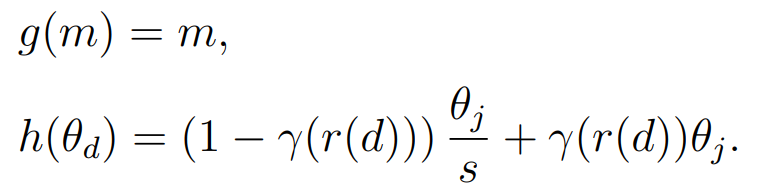 g(m) = m,
h(θ_d) = (1 − γ(r(d))) θ_j/s + γ(r(d))θ_j.